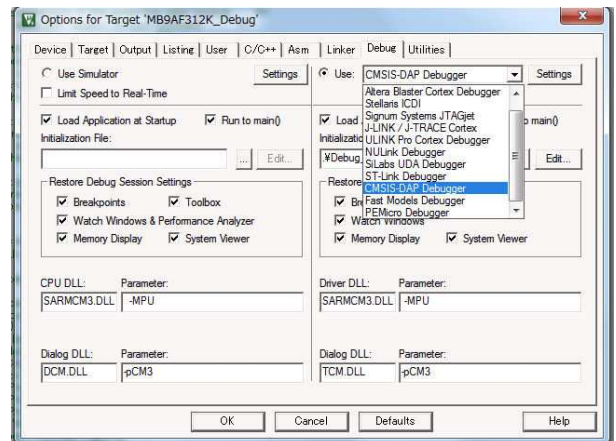 Options for Target 'MB9AF312K_Debug'
Device | Target | Output | Listing | User | C/C++ | Asm | Linker | Debug | Utilities
Use Simulator
Settings
Limit Speed to Real-Time
Load Application at Startup
Run to main()
Initialization File:
...
Edit...
Restore Debug Session Settings
Breakpoints
Toolbox
Watch Windows & Performance Analyzer
Memory Display
System Viewer
CPU DLL:
Parameter:
SARMCM3.DLL
-MPU
Dialog DLL:
Parameter:
DCM.DLL
-pCM3
Use:
CMSIS-DAP Debugger
Settings
Altera Blaster Cortex Debugger
Stellaris ICDI
Signum Systems JTAGjet
J-LINK / J-TRACE Cortex
ULINK Pro Cortex Debugger
NULink Debugger
SiLabs UDA Debugger
ST-Link Debugger
CMSIS-DAP Debugger
Fast Models Debugger
PEMicro Debugger
Load
main()
.¥Debug_
Edit...
Restore
Watch Windows
Memory Display
System Viewer
Driver DLL:
Parameter:
SARMCM3.DLL
-MPU
Dialog DLL:
Parameter:
TCM.DLL
-pCM3
OK
Cancel
Defaults
Help